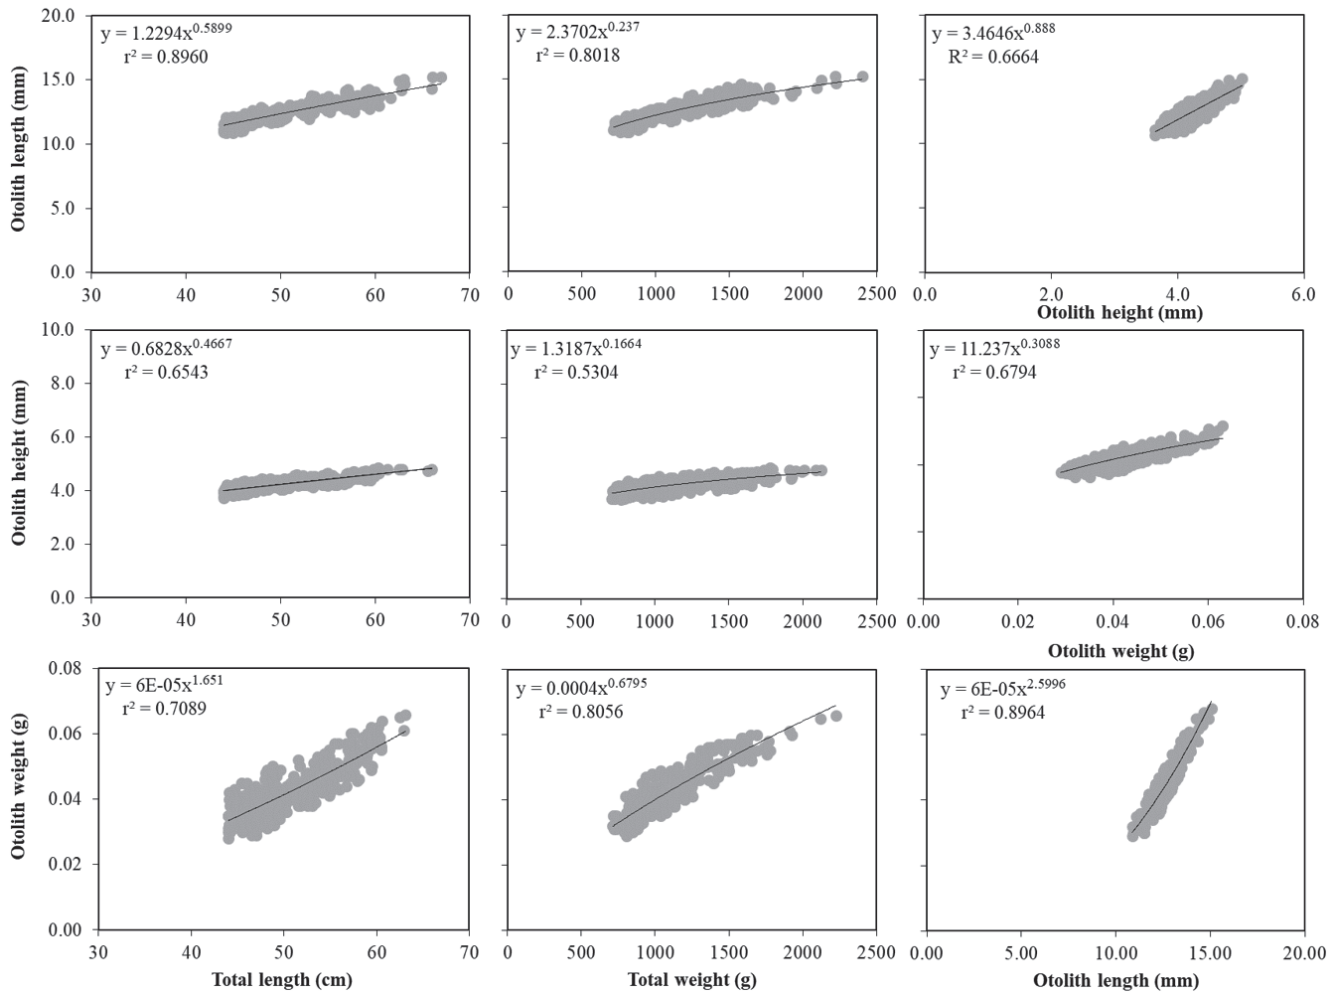 20.0
15.0
10.0
5.0
0.0
Otolith length (mm)
y = 1.2294x^0.5899
r² = 0.8960
30 40 50 60 70
y = 2.3702x^0.237
r² = 0.8018
0 500 1000 1500 2000 2500
y = 3.4646x^0.888
R² = 0.6664
0.0 2.0 4.0 6.0
Otolith height (mm)
10.0
8.0
6.0
4.0
2.0
0.0
Otolith height (mm)
y = 0.6828x^0.4667
r² = 0.6543
30 40 50 60 70
y = 1.3187x^0.1664
r² = 0.5304
0 500 1000 1500 2000 2500
y = 11.237x^0.3088
r² = 0.6794
0.00 0.02 0.04 0.06 0.08
Otolith weight (g)
0.08
0.06
0.04
0.02
0.00
Otolith weight (g)
y = 6E-05x^1.651
r² = 0.7089
30 40 50 60 70
Total length (cm)
y = 0.0004x^0.6795
r² = 0.8056
0 500 1000 1500 2000 2500
Total weight (g)
y = 6E-05x^2.5996
r² = 0.8964
0.00 5.00 10.00 15.00 20.00
Otolith length (mm)